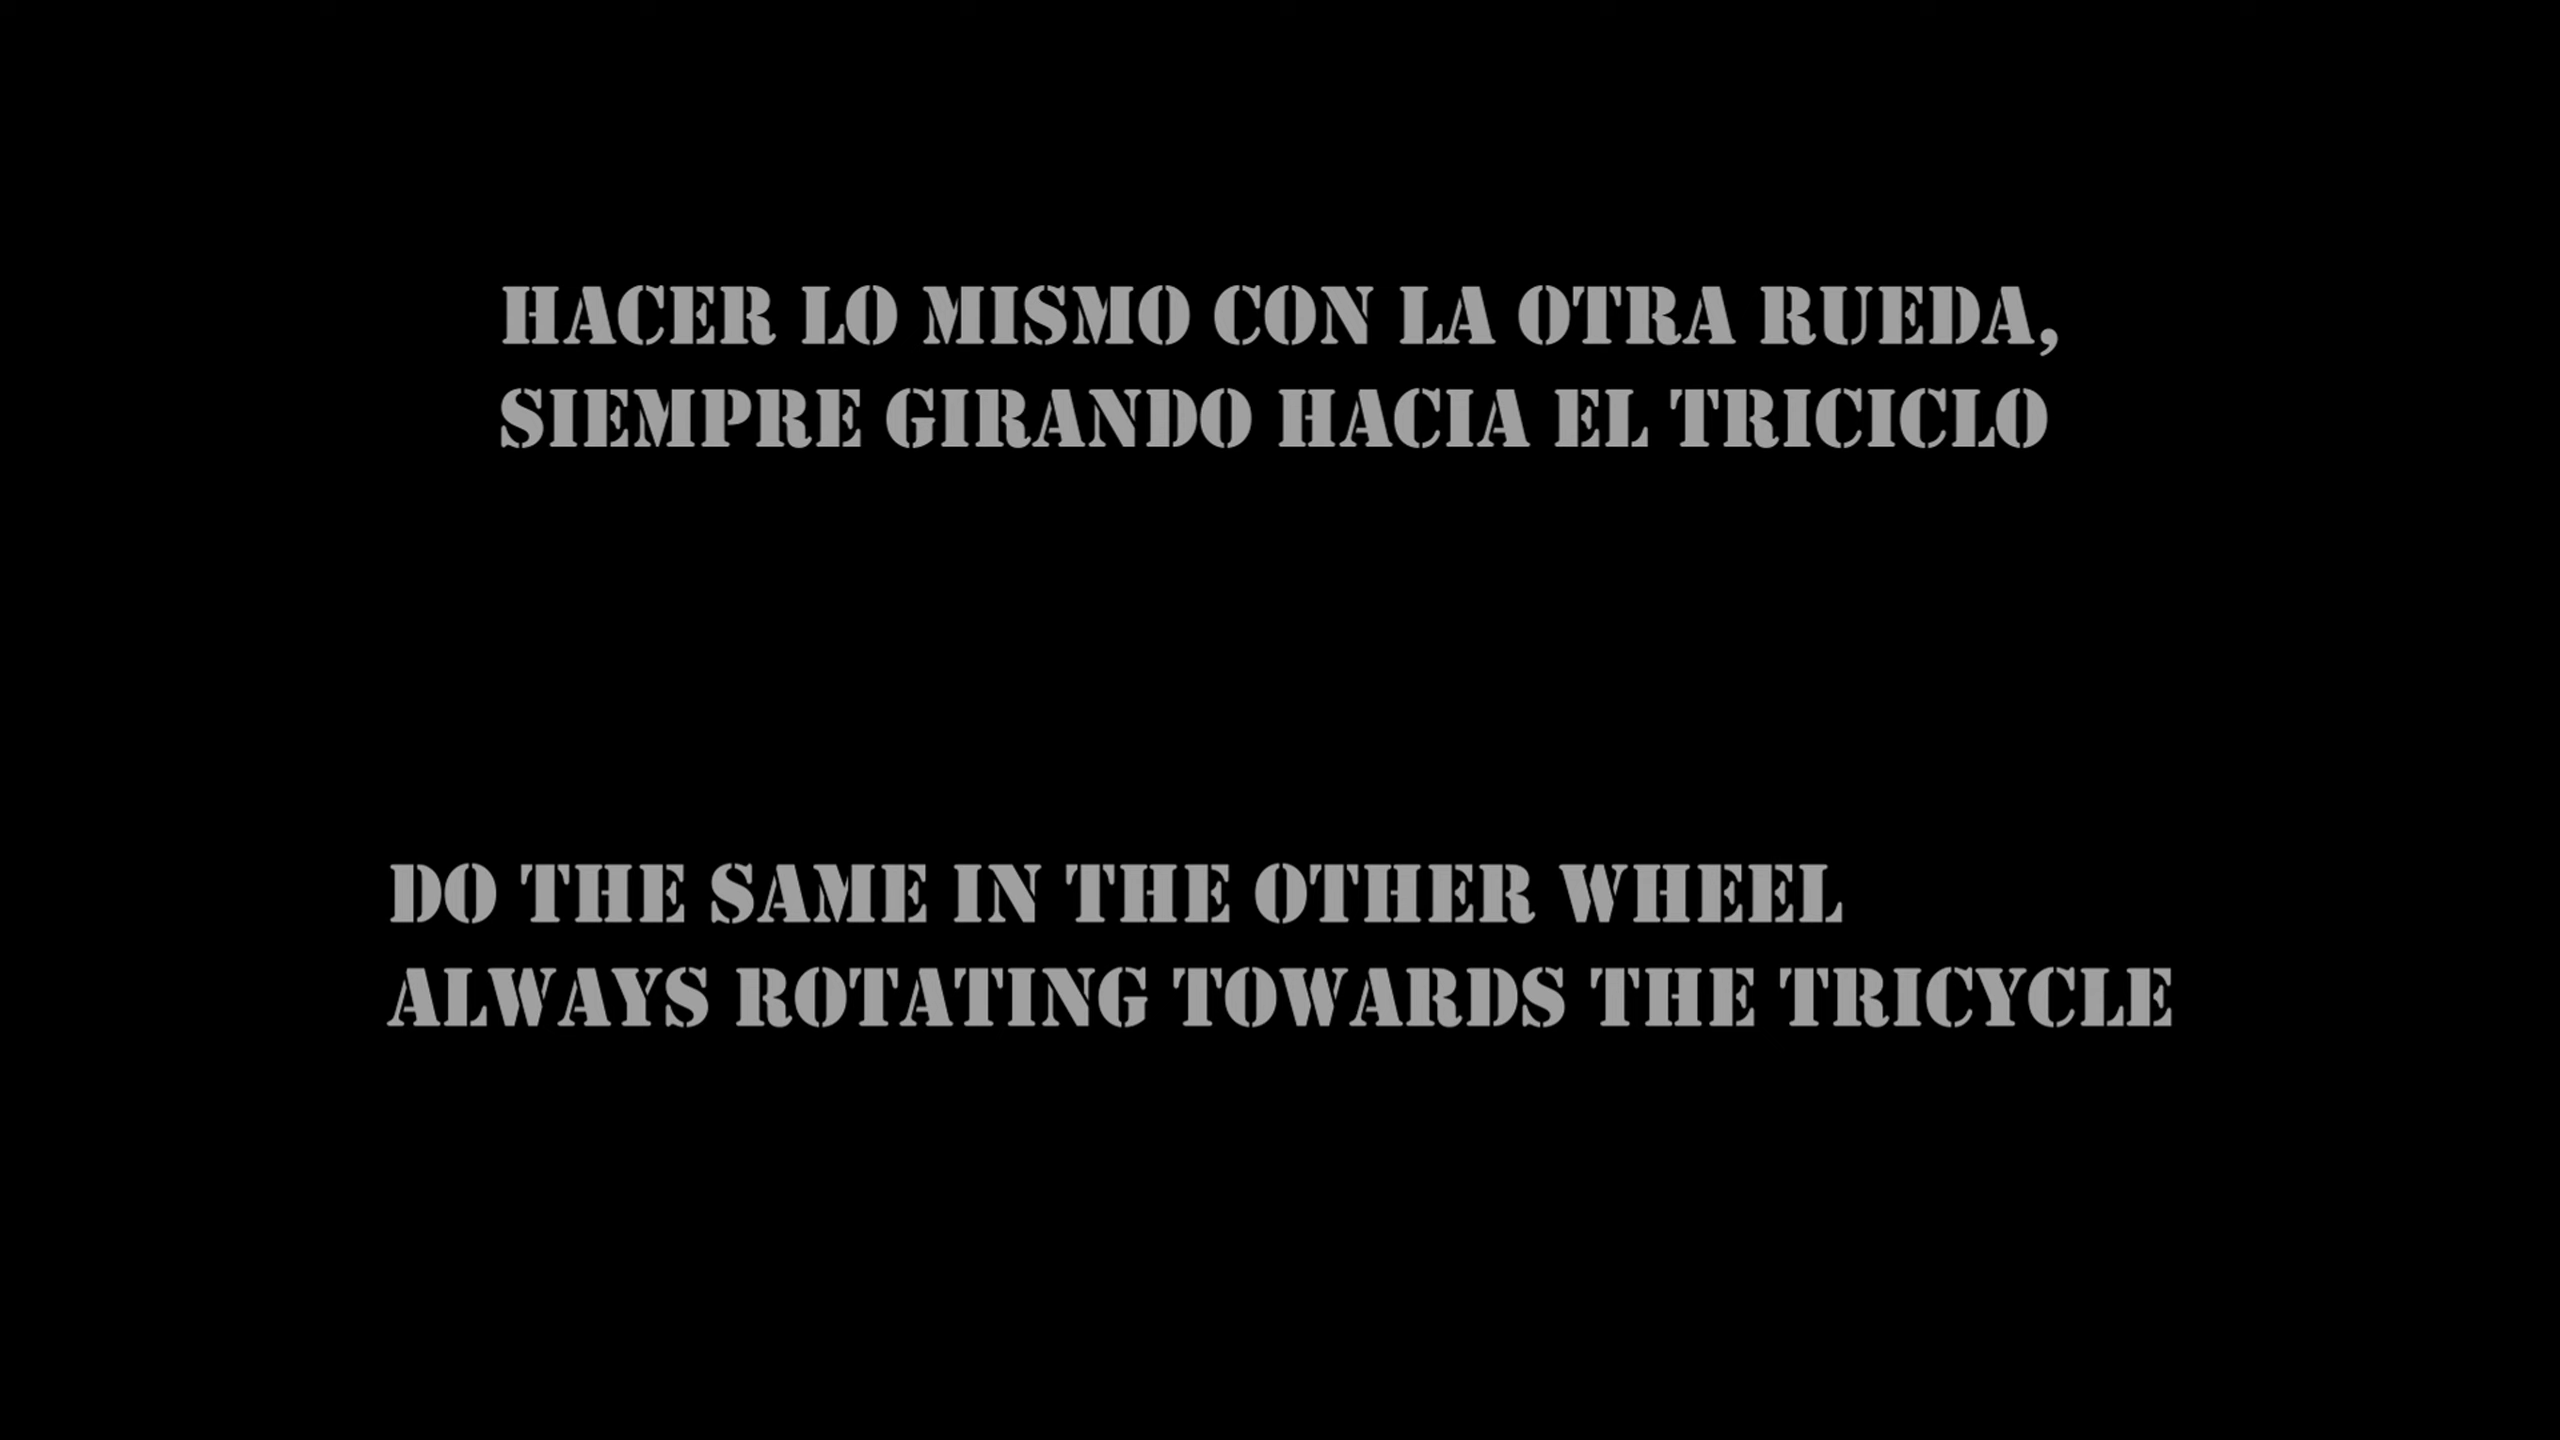 HACER LO MISMO CON LA OTRA RUEDA,
SIEMPRE GIRANDO HACIA EL TRICICLO
DO THE SAME IN THE OTHER WHEEL
ALWAYS ROTATING TOWARDS THE TRICYCLE